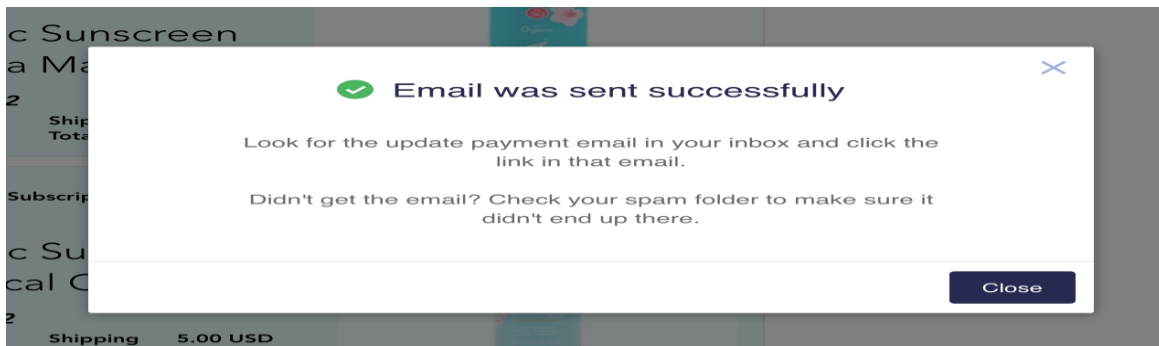 c Sunscreen
a Ma
2
Ship
Tota
Organic
Email was sent successfully
Look for the update payment email in your inbox and click the
link in that email.
Didn't get the email? Check your spam folder to make sure it
didn't end up there.
Close
Subscrip
c Su
cal C
2
Shipping 5.00 USD